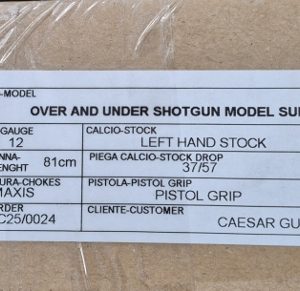 -MODEL
OVER AND UNDER SHOTGUN MODEL SU
GAUGE
12
CALCIO-STOCK
LEFT HAND STOCK
NNA-
ENGHT 81cm
PIEGA CALCIO-STOCK DROP
37/57
URA-CHOKES
MAXIS
PISTOLA-PISTOL GRIP
PISTOL GRIP
RDER
C25/0024
CLIENTE-CUSTOMER
CAESAR GU